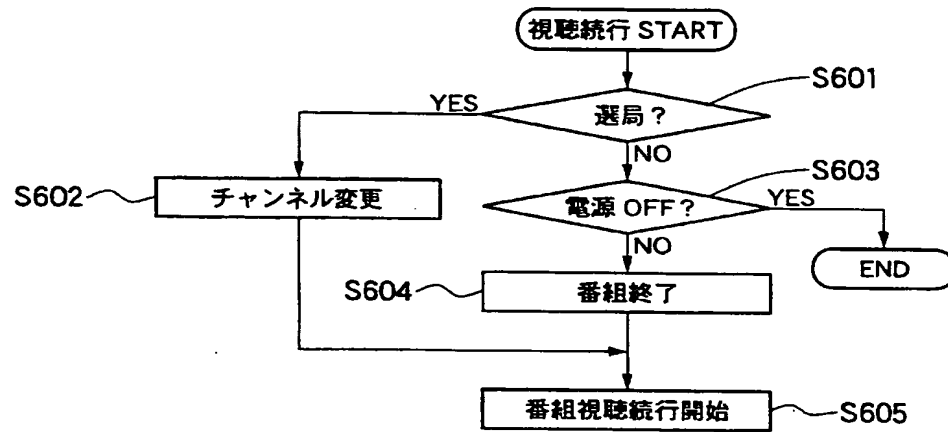 視聴続行 START
S601
YES
選局?
NO
S602
チャンネル変更
S603
YES
電源 OFF?
NO
END
S604
番組終了
番組視聴続行開始
S605